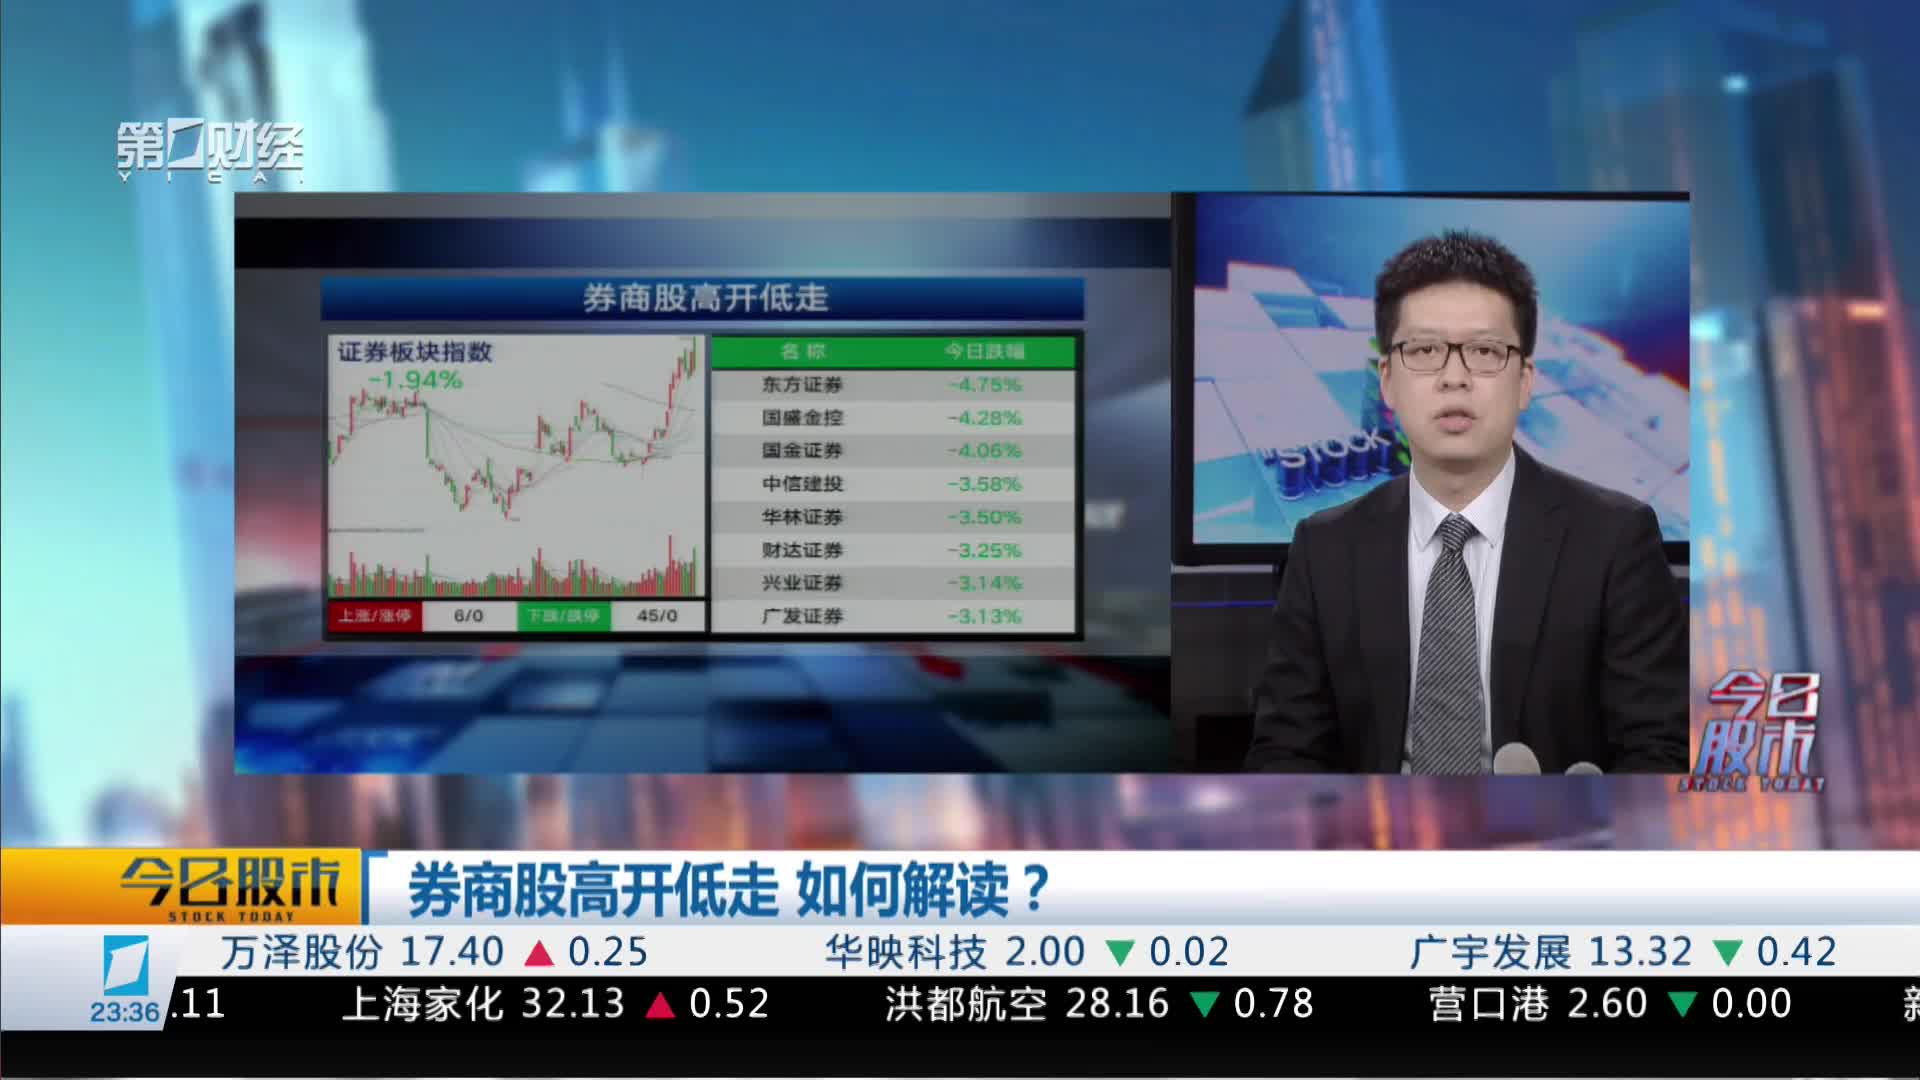 第一财经
YICAI
券商股高开低走
证券板块指数
-1.94%
名称 今日跌幅
东方证券 -4.75%
国盛金控 -4.28%
国金证券 -4.06%
中信建投 -3.58%
华林证券 -3.50%
财达证券 -3.25%
兴业证券 -3.14%
广发证券 -3.13%
上涨/涨停 6/0 下跌/跌停 45/0
"STOCK
今日
股市
STOCK TODAY
今日股市 券商股高开低走 如何解读？
STOCK TODAY
万泽股份 17.40 ▲ 0.25 华映科技 2.00 ▼ 0.02 广宇发展 13.32 ▼ 0.42
23:36 .11 上海家化 32.13 ▲ 0.52 洪都航空 28.16 ▼ 0.78 营口港 2.60 ▼ 0.00